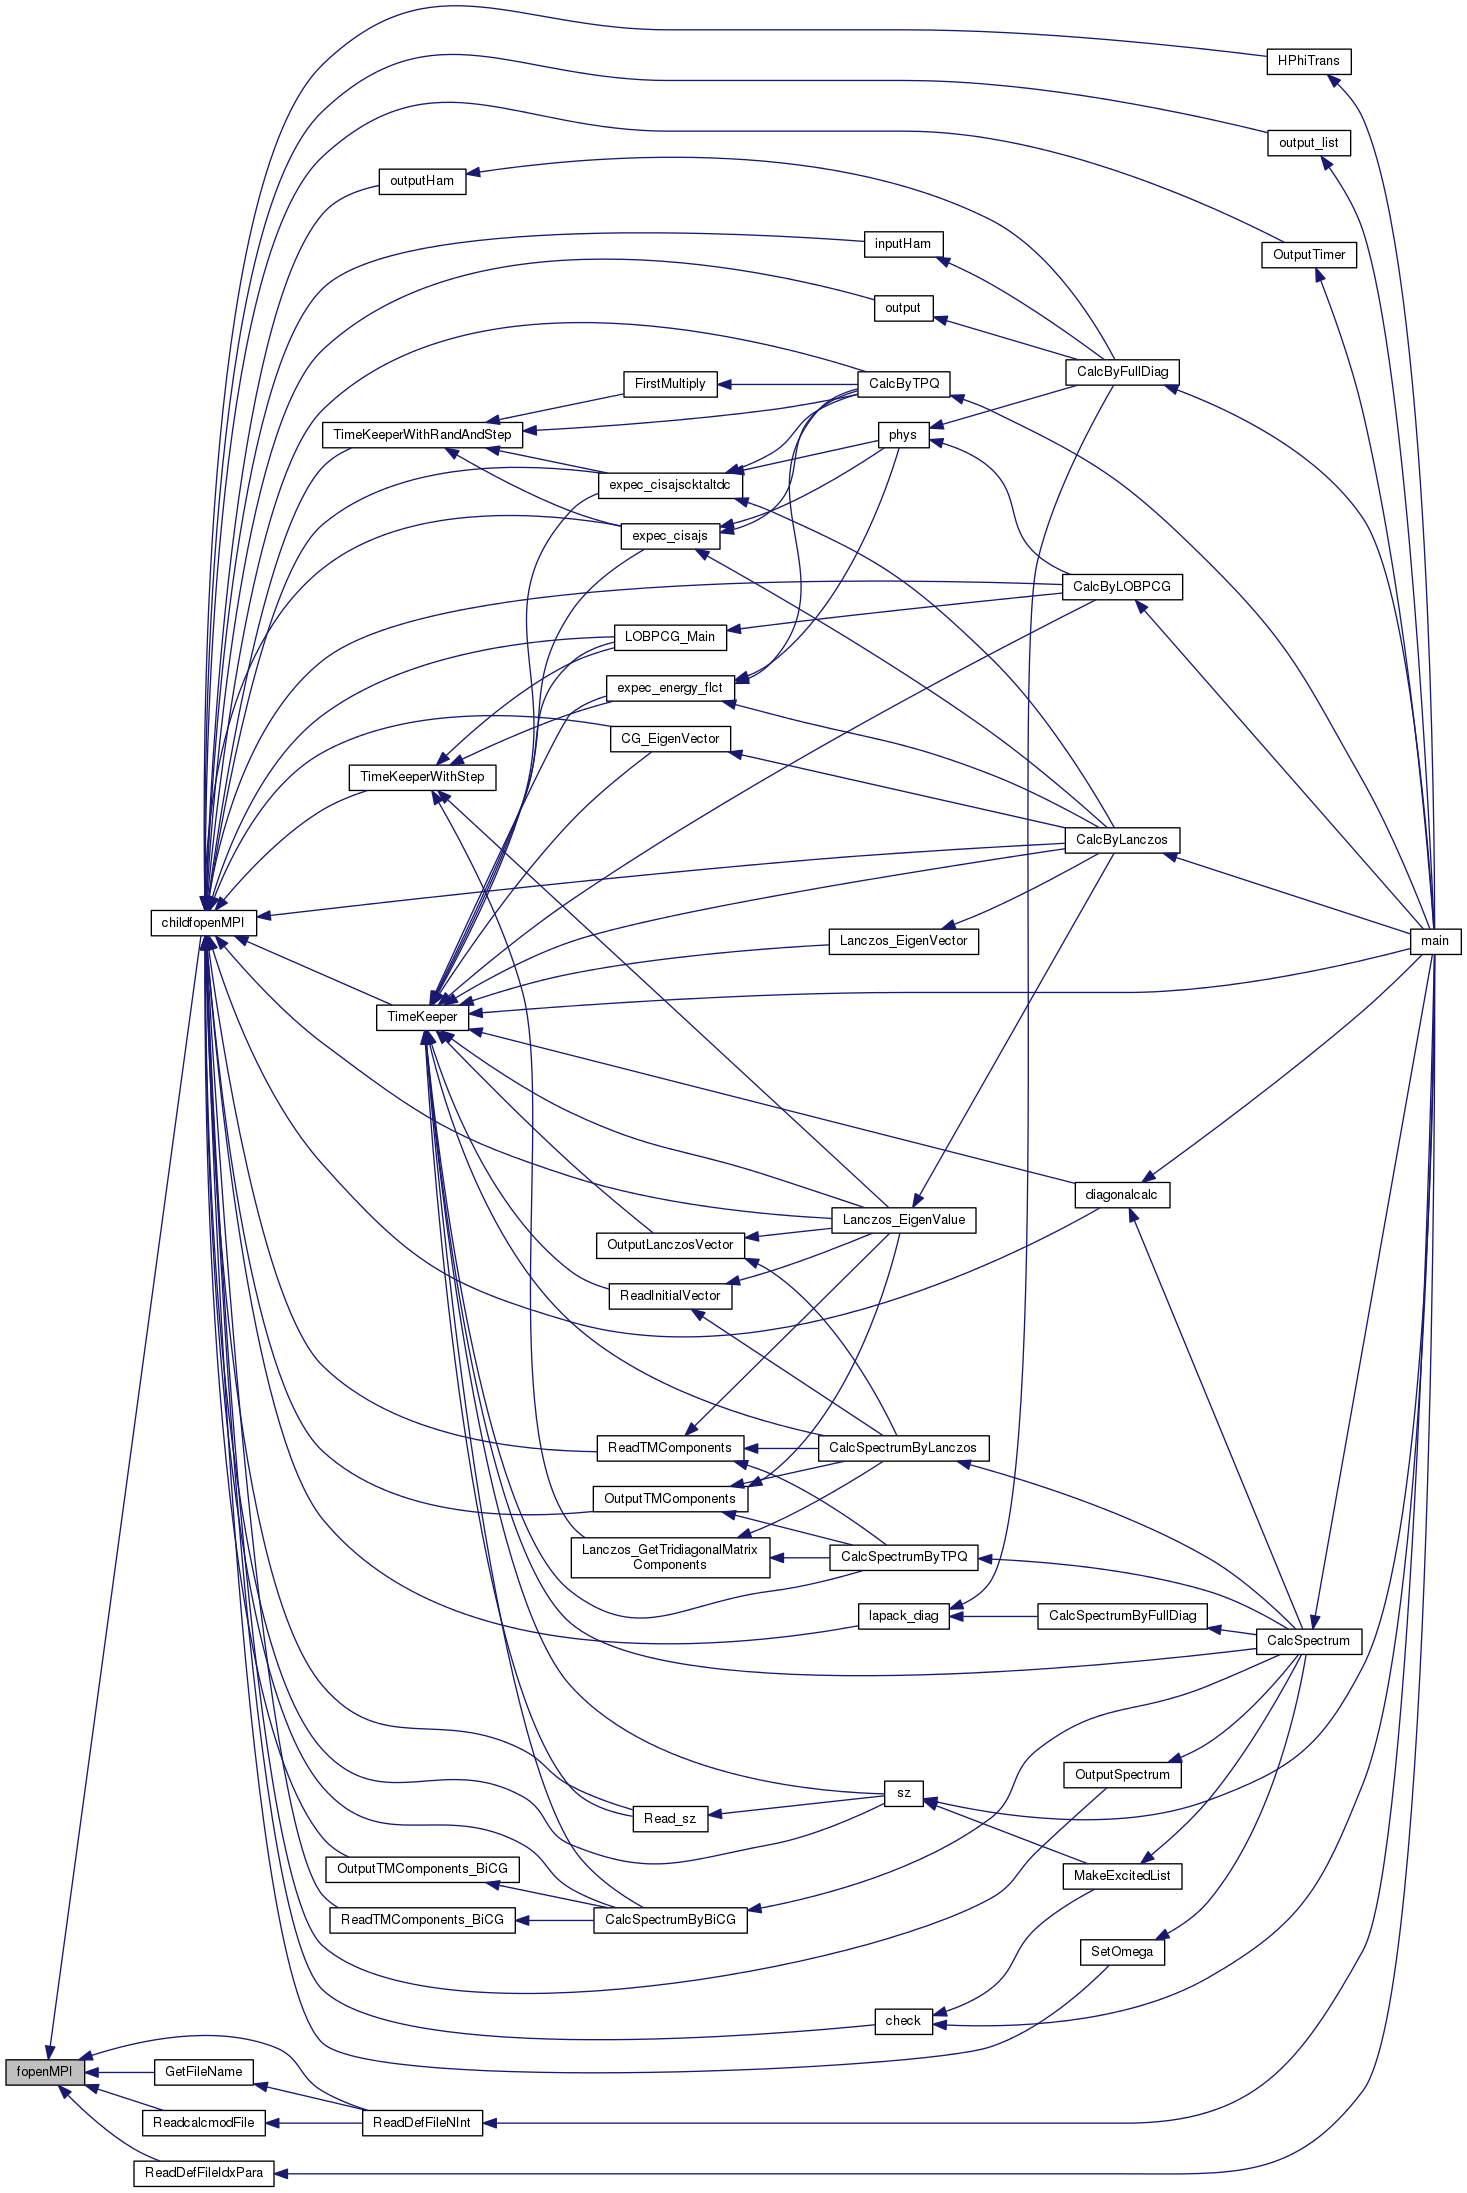 HPhiTrans
output_list
outputHam
inputHam
OutputTimer
output
CalcByFullDiag
FirstMultiply
CalcByTPQ
TimeKeeperWithRandAndStep
phys
expec_cisajscktaltdc
expec_cisajs
CalcByLOBPCG
LOBPCG_Main
expec_energy_flct
CG_EigenVector
TimeKeeperWithStep
CalcByLanczos
childfopenMPI
Lanczos_EigenVector
main
TimeKeeper
diagonalcalc
Lanczos_EigenValue
OutputLanczosVector
ReadInitialVector
ReadTMComponents
CalcSpectrumByLanczos
OutputTMComponents
Lanczos_GetTridiagonalMatrix
Components
CalcSpectrumByTPQ
lapack_diag
CalcSpectrumByFullDiag
CalcSpectrum
OutputSpectrum
sz
Read_sz
OutputTMComponents_BiCG
MakeExcitedList
ReadTMComponents_BiCG
CalcSpectrumByBiCG
SetOmega
check
fopenMPI
GetFileName
ReadcalcmodFile
ReadDefFileNInt
ReadDefFileIdxPara